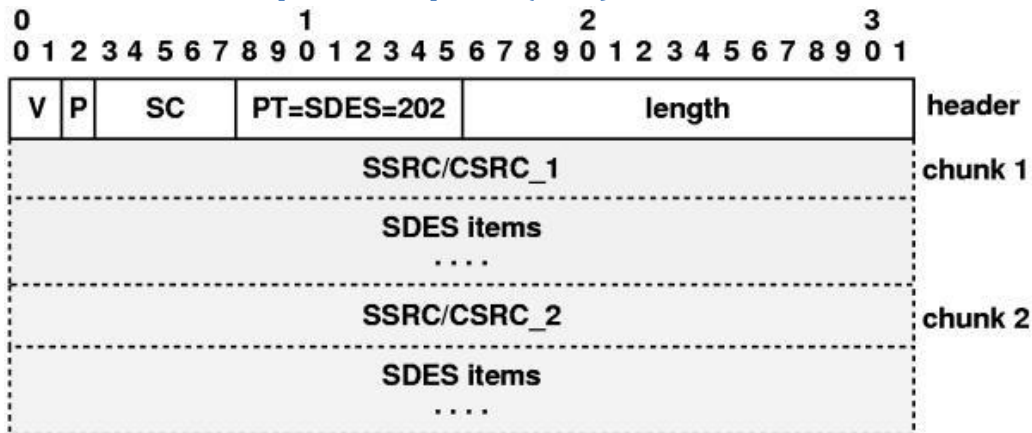 0 1 2 3
0 1 2 3 4 5 6 7 8 9 0 1 2 3 4 5 6 7 8 9 0 1 2 3 4 5 6 7 8 9 0 1
V P SC PT=SDES=202 length header
SSRC/CSRC_1 chunk 1
SDES items
. . . .
SSRC/CSRC_2 chunk 2
SDES items
. . . .